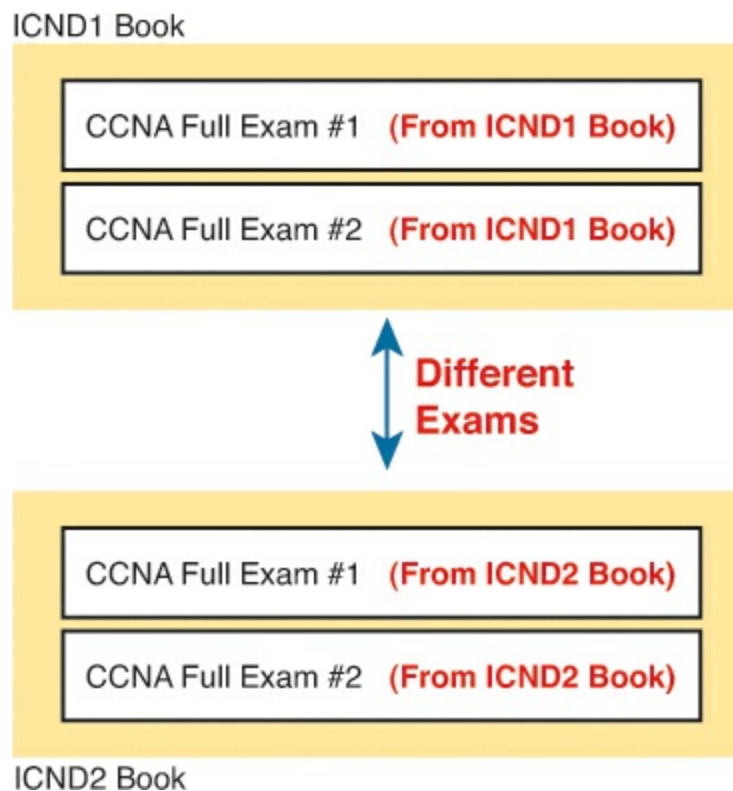 ICND1 Book
CCNA Full Exam #1 (From ICND1 Book)
CCNA Full Exam #2 (From ICND1 Book)
Different
Exams
CCNA Full Exam #1 (From ICND2 Book)
CCNA Full Exam #2 (From ICND2 Book)
ICND2 Book